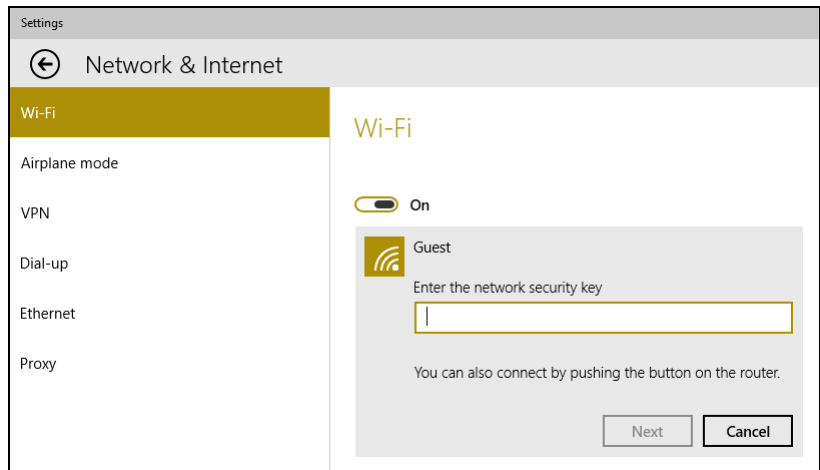 Settings
Network & Internet
Wi-Fi
Airplane mode
VPN
Dial-up
Ethernet
Proxy
Wi-Fi
On
Guest
Enter the network security key
You can also connect by pushing the button on the router.
Next
Cancel